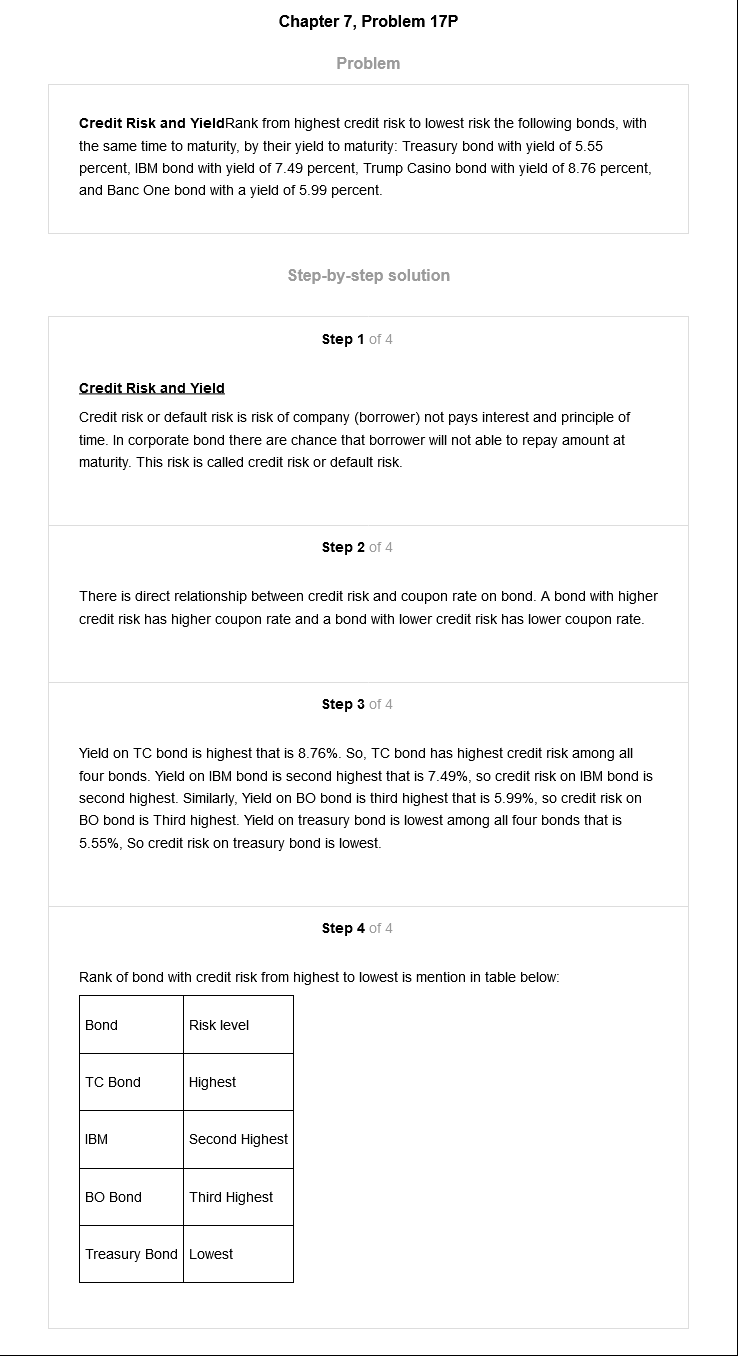 Chapter 7, Problem 17P
Problem
Credit Risk and YieldRank from highest credit risk to lowest risk the following bonds, with
the same time to maturity, by their yield to maturity: Treasury bond with yield of 5.55
percent, IBM bond with yield of 7.49 percent, Trump Casino bond with yield of 8.76 percent,
and Banc One bond with a yield of 5.99 percent.
Step-by-step solution
Step 1 of 4
Credit Risk and Yield
Credit risk or default risk is risk of company (borrower) not pays interest and principle of
time. In corporate bond there are chance that borrower will not able to repay amount at
maturity. This risk is called credit risk or default risk.
Step 2 of 4
There is direct relationship between credit risk and coupon rate on bond. A bond with higher
credit risk has higher coupon rate and a bond with lower credit risk has lower coupon rate.
Step 3 of 4
Yield on TC bond is highest that is 8.76%. So, TC bond has highest credit risk among all
four bonds. Yield on IBM bond is second highest that is 7.49%, so credit risk on IBM bond is
second highest. Similarly, Yield on BO bond is third highest that is 5.99%, so credit risk on
BO bond is Third highest. Yield on treasury bond is lowest among all four bonds that is
5.55%, So credit risk on treasury bond is lowest.
Step 4 of 4
Rank of bond with credit risk from highest to lowest is mention in table below:
Bond Risk level
TC Bond Highest
IBM Second Highest
BO Bond Third Highest
Treasury Bond Lowest